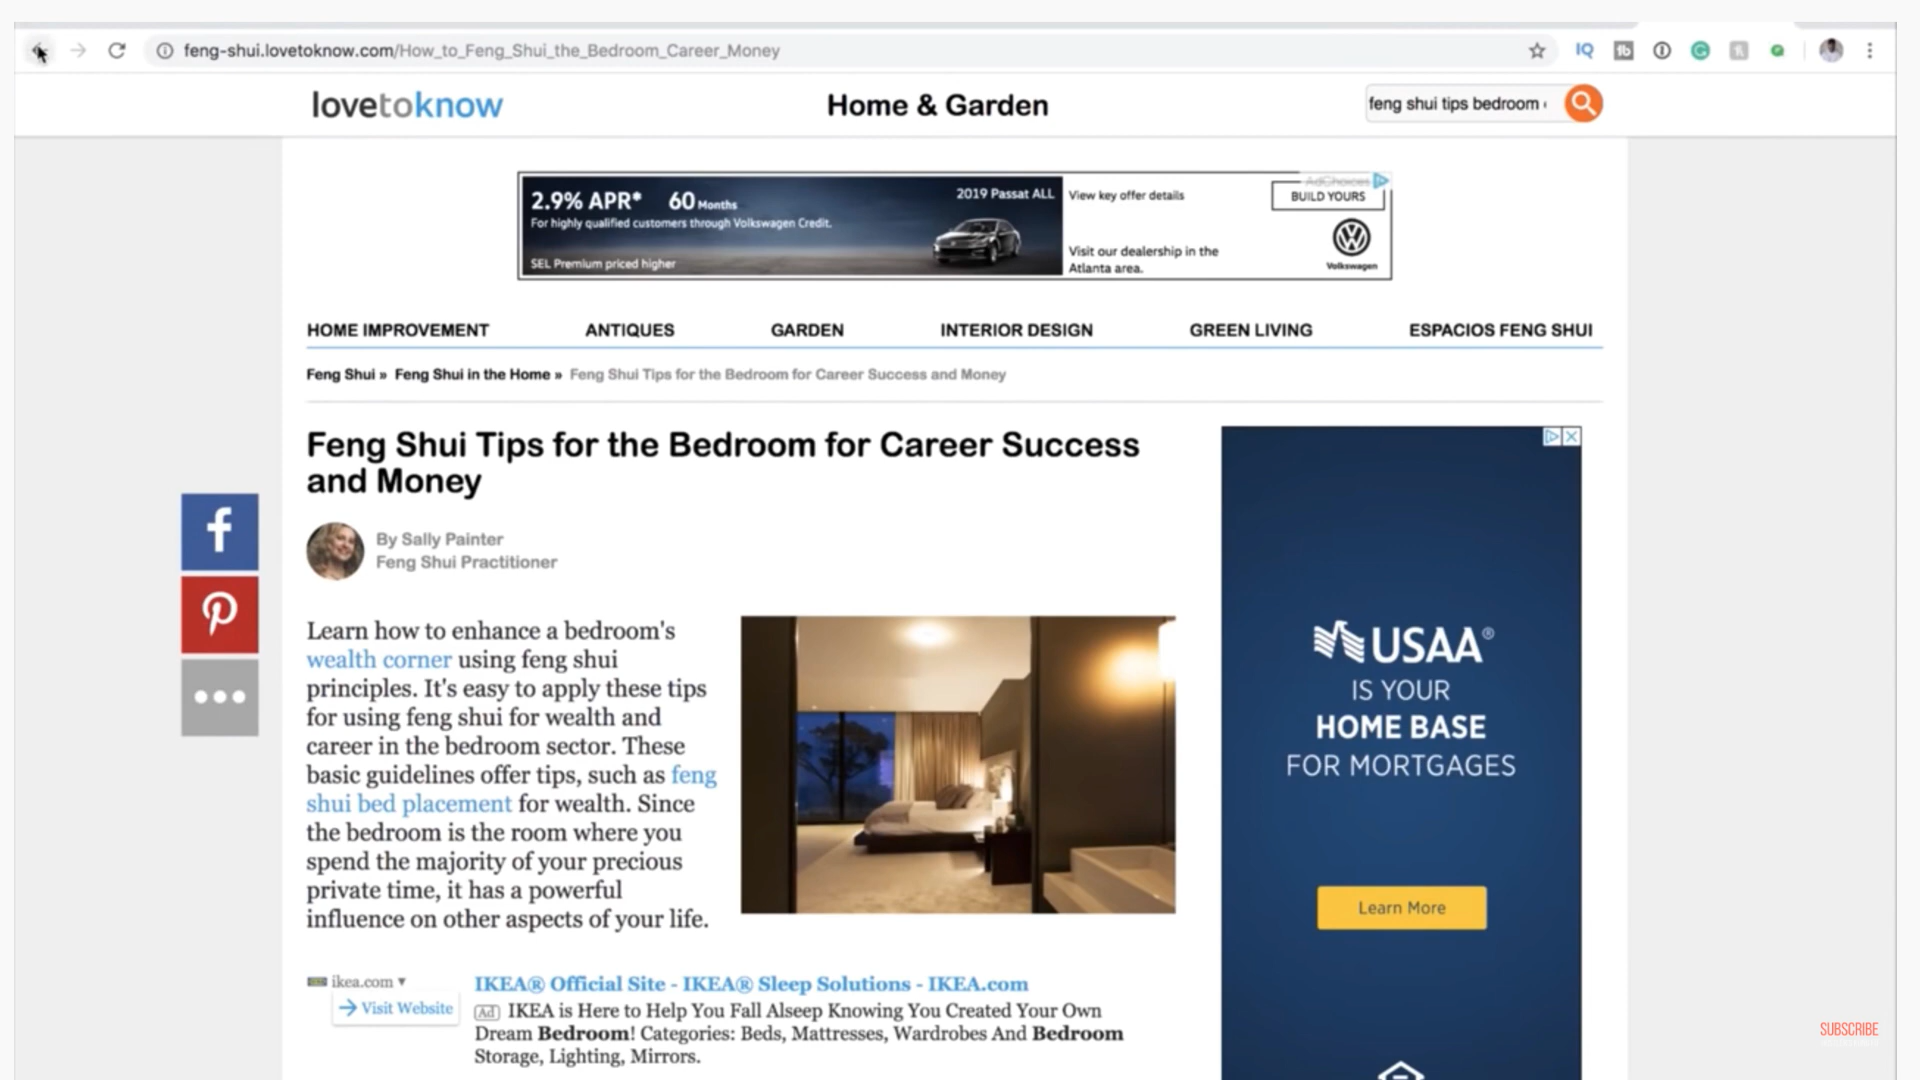 feng-shui.lovetoknow.com/How_to_Feng_Shui_the_Bedroom_Career_Money
IQ
lovetoknow
Home & Garden
feng shui tips bedroom
2.9% APR* 60 Months
For highly qualified customers through Volkswagen Credit.
SEL Premium priced higher
2019 Passat ALL
View key offer details
Visit our dealership in the
Atlanta area.
AdChoices
BUILD YOURS
Volkswagen
HOME IMPROVEMENT ANTIQUES GARDEN INTERIOR DESIGN GREEN LIVING ESPACIOS FENG SHUI
Feng Shui » Feng Shui in the Home » Feng Shui Tips for the Bedroom for Career Success and Money
Feng Shui Tips for the Bedroom for Career Success
and Money
By Sally Painter
Feng Shui Practitioner
Learn how to enhance a bedroom's
wealth corner using feng shui
principles. It's easy to apply these tips
for using feng shui for wealth and
career in the bedroom sector. These
basic guidelines offer tips, such as feng
shui bed placement for wealth. Since
the bedroom is the room where you
spend the majority of your precious
private time, it has a powerful
influence on other aspects of your life.
USAA®
IS YOUR
HOME BASE
FOR MORTGAGES
Learn More
ikea.com
Visit Website
IKEA® Official Site - IKEA® Sleep Solutions - IKEA.com
Ad IKEA is Here to Help You Fall Alseep Knowing You Created Your Own
Dream Bedroom! Categories: Beds, Mattresses, Wardrobes And Bedroom
Storage, Lighting, Mirrors.
SUBSCRIBE